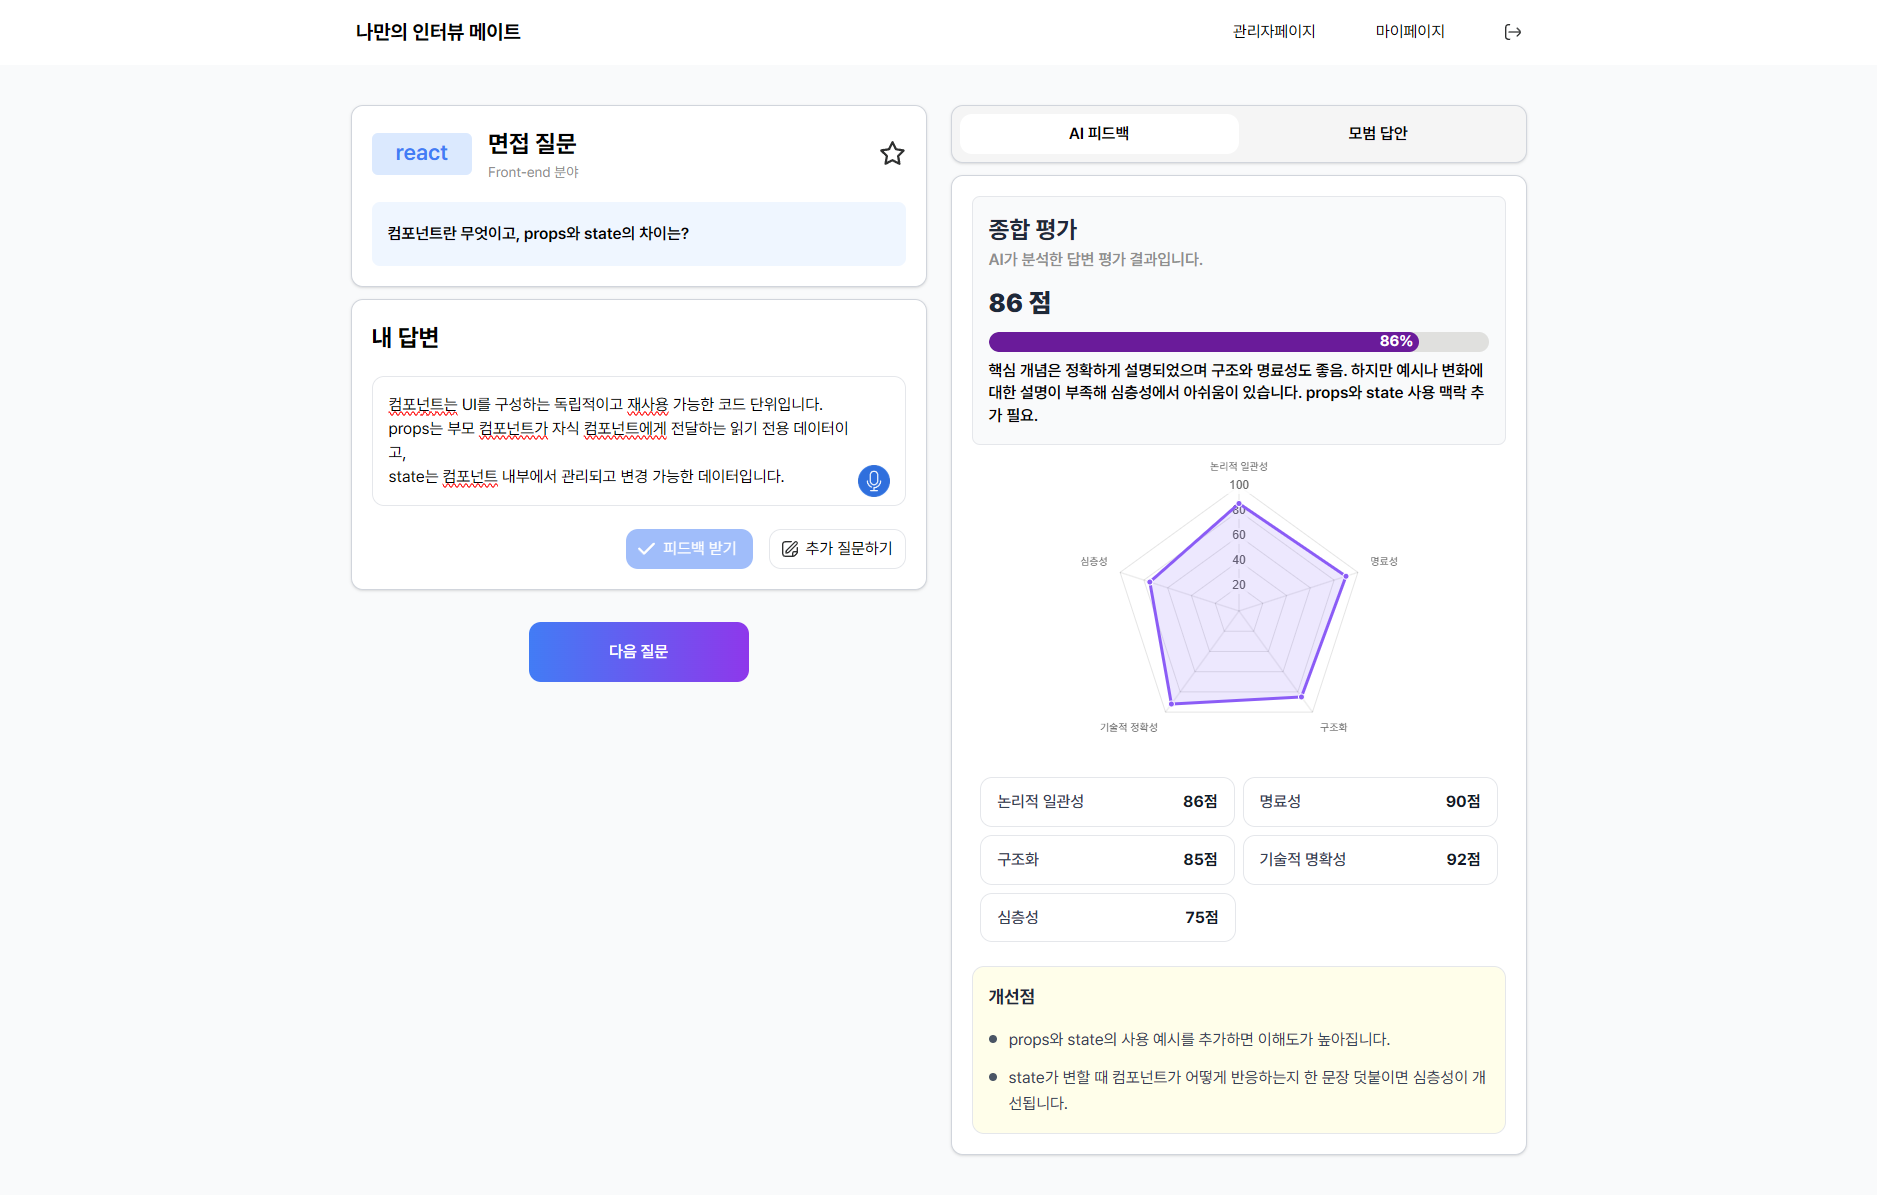 나만의 인터뷰 메이트
관리자페이지
마이페이지
react
면접 질문
Front-end 분야
컴포넌트란 무엇이고, props와 state의 차이는?
내 답변
컴포넌트는 UI를 구성하는 독립적이고 재사용 가능한 코드 단위입니다.
props는 부모 컴포넌트가 자식 컴포넌트에게 전달하는 읽기 전용 데이터이
고,
state는 컴포넌트 내부에서 관리되고 변경 가능한 데이터입니다.
피드백 받기
추가 질문하기
다음 질문
AI 피드백
모범 답안
종합 평가
AI가 분석한 답변 평가 결과입니다.
86 점
86%
핵심 개념은 정확하게 설명되었으며 구조와 명료성도 좋음. 하지만 예시나 변화에
대한 설명이 부족해 심층성에서 아쉬움이 있습니다. props와 state 사용 맥락 추
가 필요.
논리적 일관성
100
80
60
40
20
심층성
명료성
기술적 정확성
구조화
논리적 일관성 86점
명료성 90점
구조화 85점
기술적 명확성 92점
심층성 75점
개선점
props와 state의 사용 예시를 추가하면 이해도가 높아집니다.
state가 변할 때 컴포넌트가 어떻게 반응하는지 한 문장 덧붙이면 심층성이 개
선됩니다.